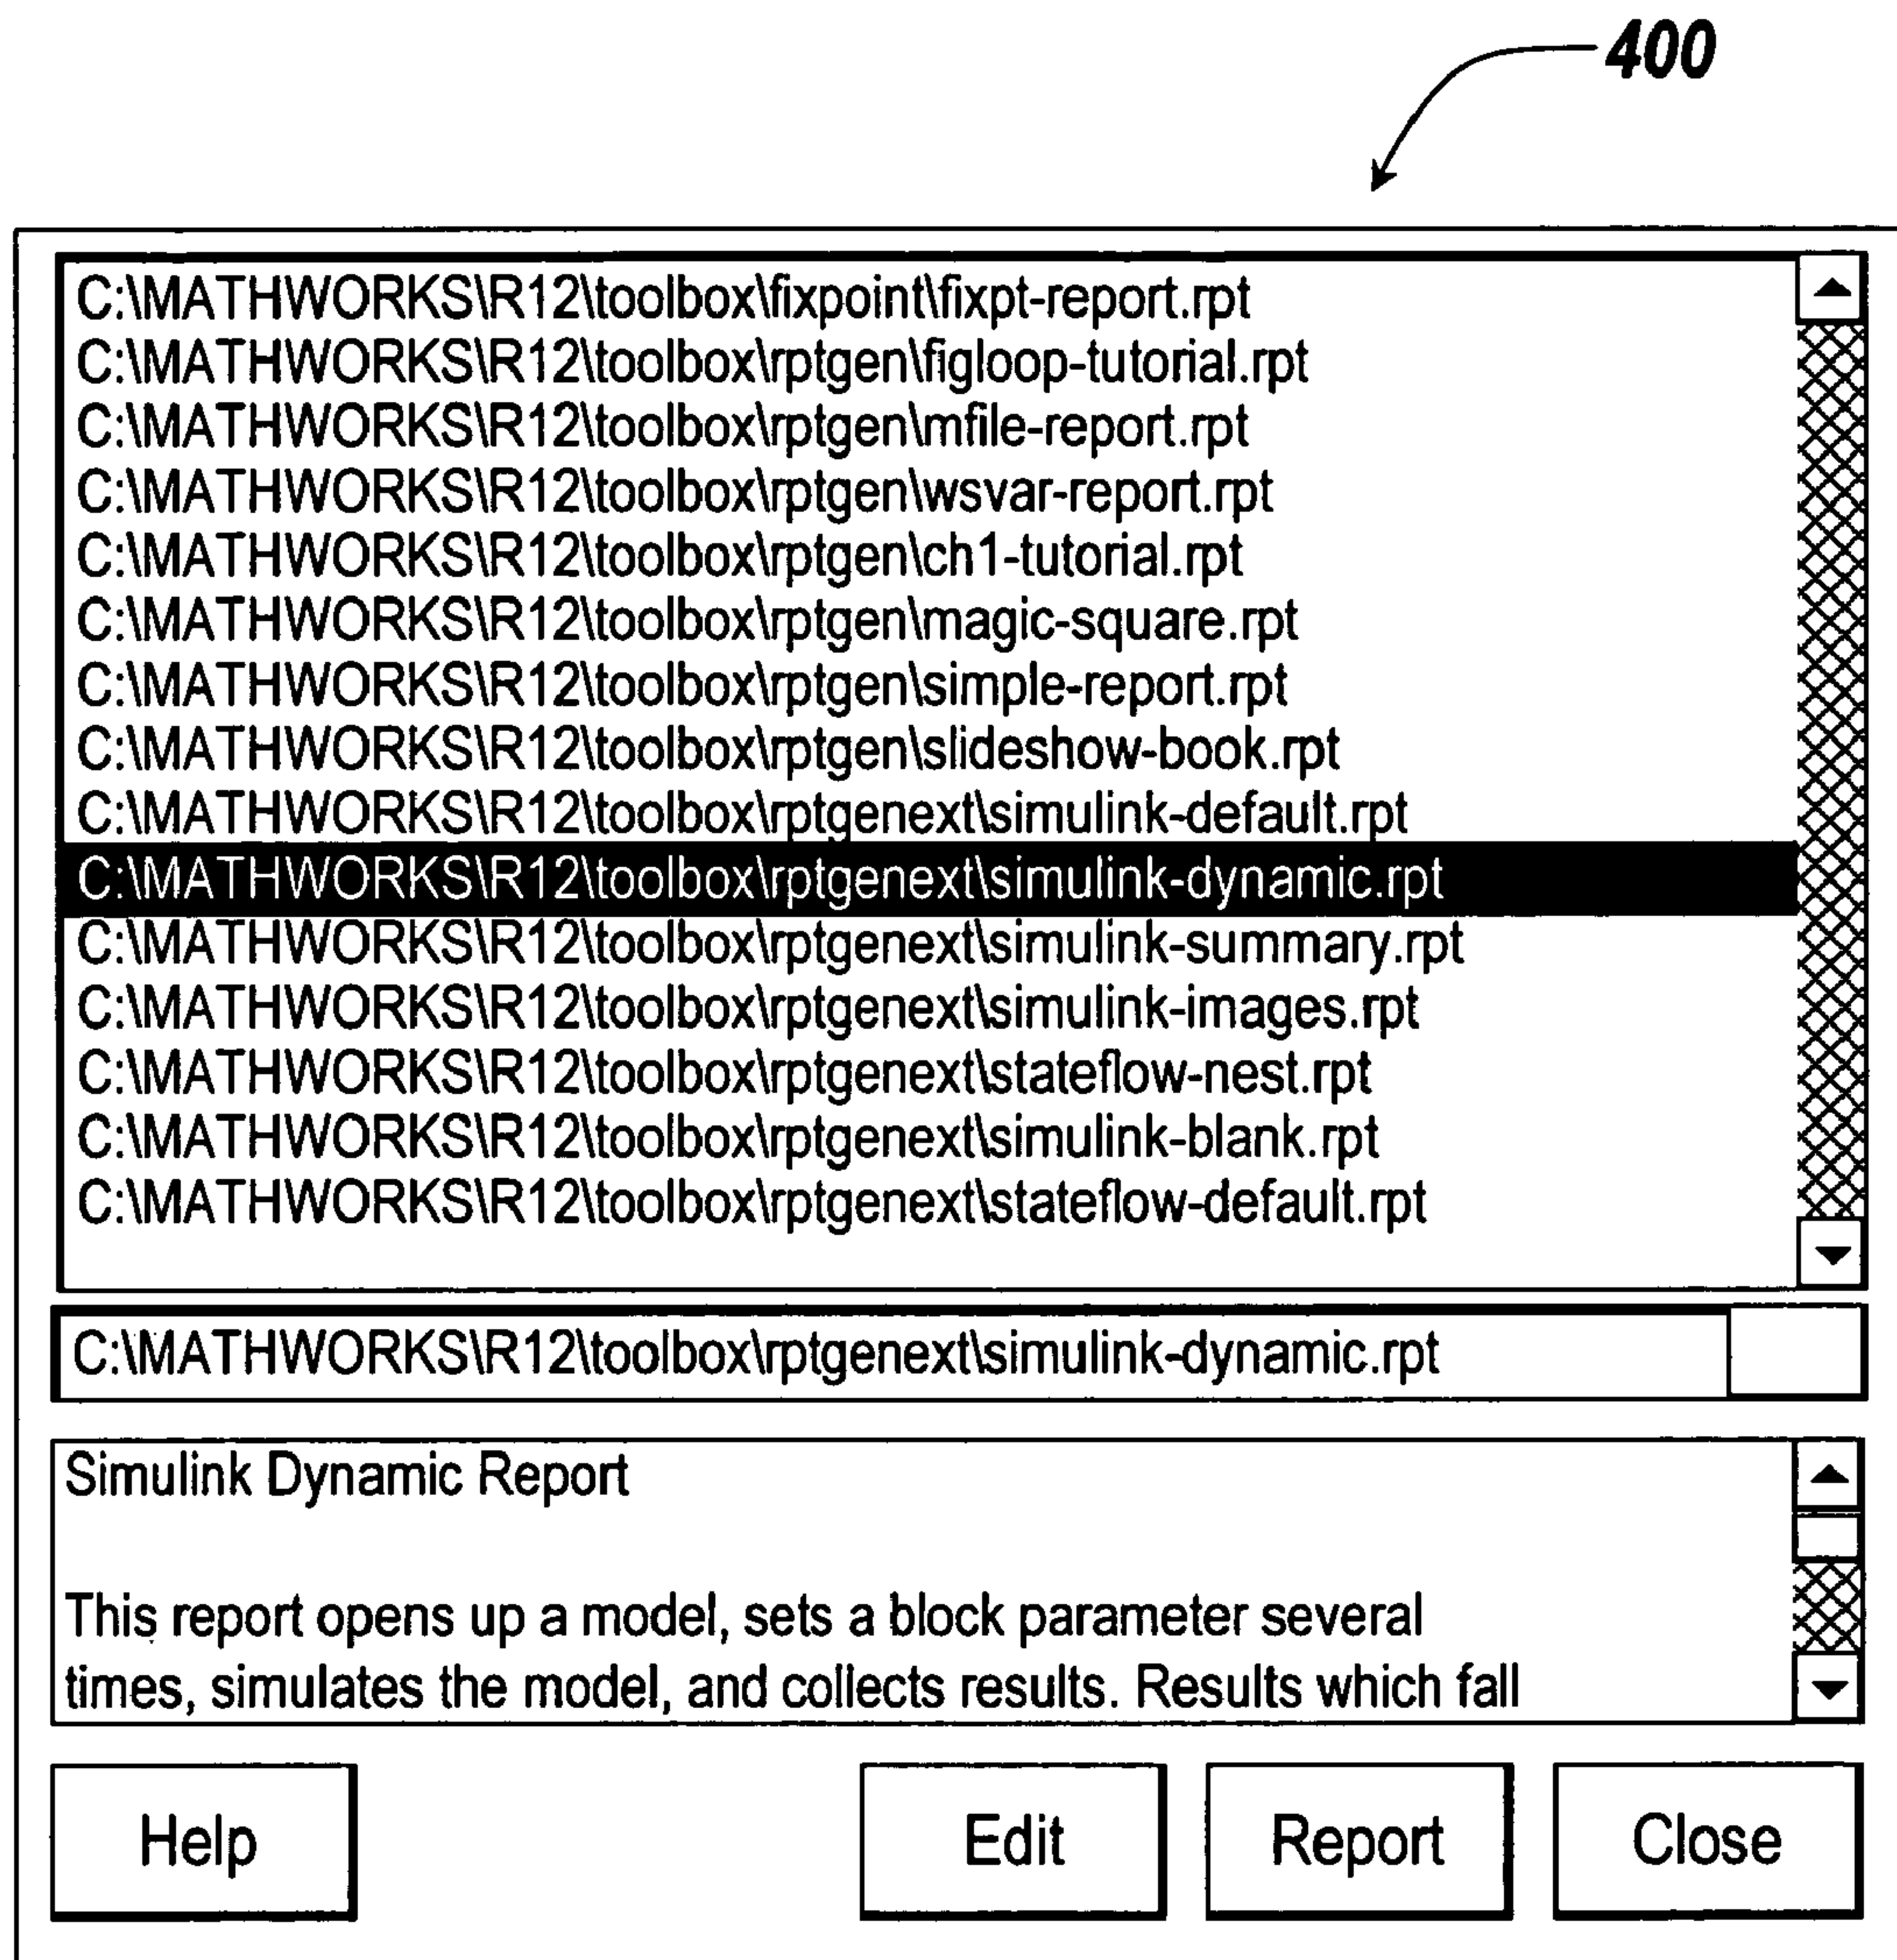 400
C:\MATHWORKS\R12\toolbox\fixpoint\fixpt-report.rpt
C:\MATHWORKS\R12\toolbox\rptgen\figloop-tutorial.rpt
C:\MATHWORKS\R12\toolbox\rptgen\mfile-report.rpt
C:\MATHWORKS\R12\toolbox\rptgen\wsvar-report.rpt
C:\MATHWORKS\R12\toolbox\rptgen\ch1-tutorial.rpt
C:\MATHWORKS\R12\toolbox\rptgen\magic-square.rpt
C:\MATHWORKS\R12\toolbox\rptgen\simple-report.rpt
C:\MATHWORKS\R12\toolbox\rptgen\slideshow-book.rpt
C:\MATHWORKS\R12\toolbox\rptgenext\simulink-default.rpt
C:\MATHWORKS\R12\toolbox\rptgenext\simulink-dynamic.rpt
C:\MATHWORKS\R12\toolbox\rptgenext\simulink-summary.rpt
C:\MATHWORKS\R12\toolbox\rptgenext\simulink-images.rpt
C:\MATHWORKS\R12\toolbox\rptgenext\stateflow-nest.rpt
C:\MATHWORKS\R12\toolbox\rptgenext\simulink-blank.rpt
C:\MATHWORKS\R12\toolbox\rptgenext\stateflow-default.rpt
C:\MATHWORKS\R12\toolbox\rptgenext\simulink-dynamic.rpt
Simulink Dynamic Report
This report opens up a model, sets a block parameter several
times, simulates the model, and collects results. Results which fall
Help Edit Report Close